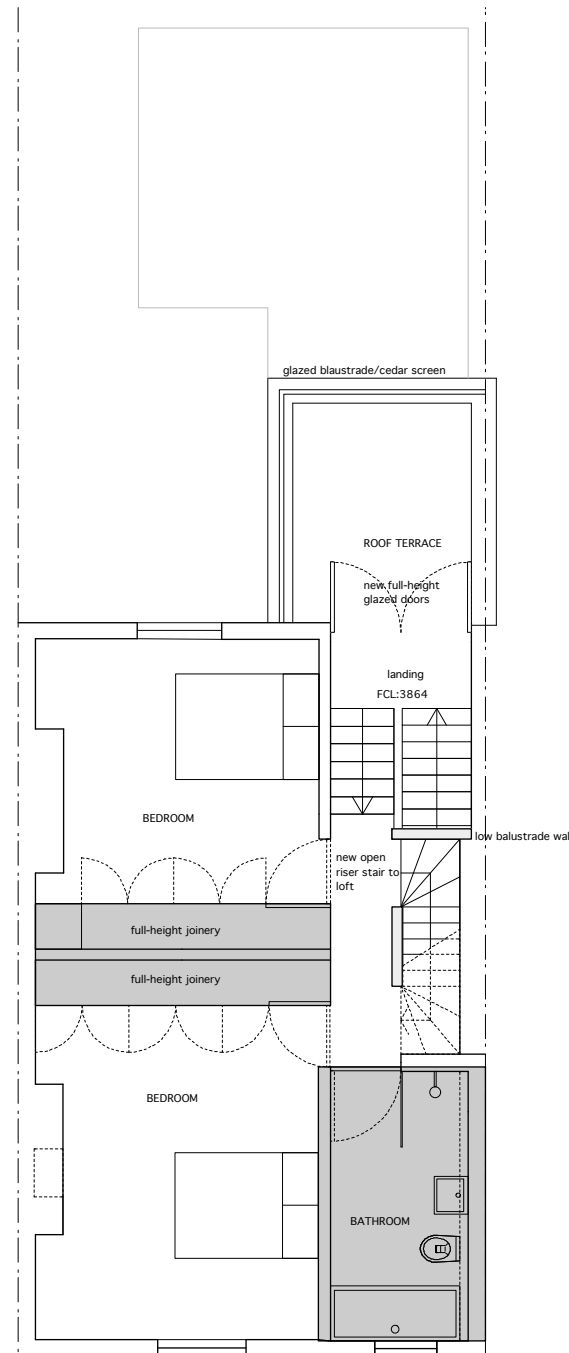 glazed blaustrade/cedar screen
ROOF TERRACE
new full-height
glazed doors
landing
FCL:3864
BEDROOM
low balustrade wal
new open
riser stair to
loft
full-height joinery
full-height joinery
BEDROOM
BATHROOM